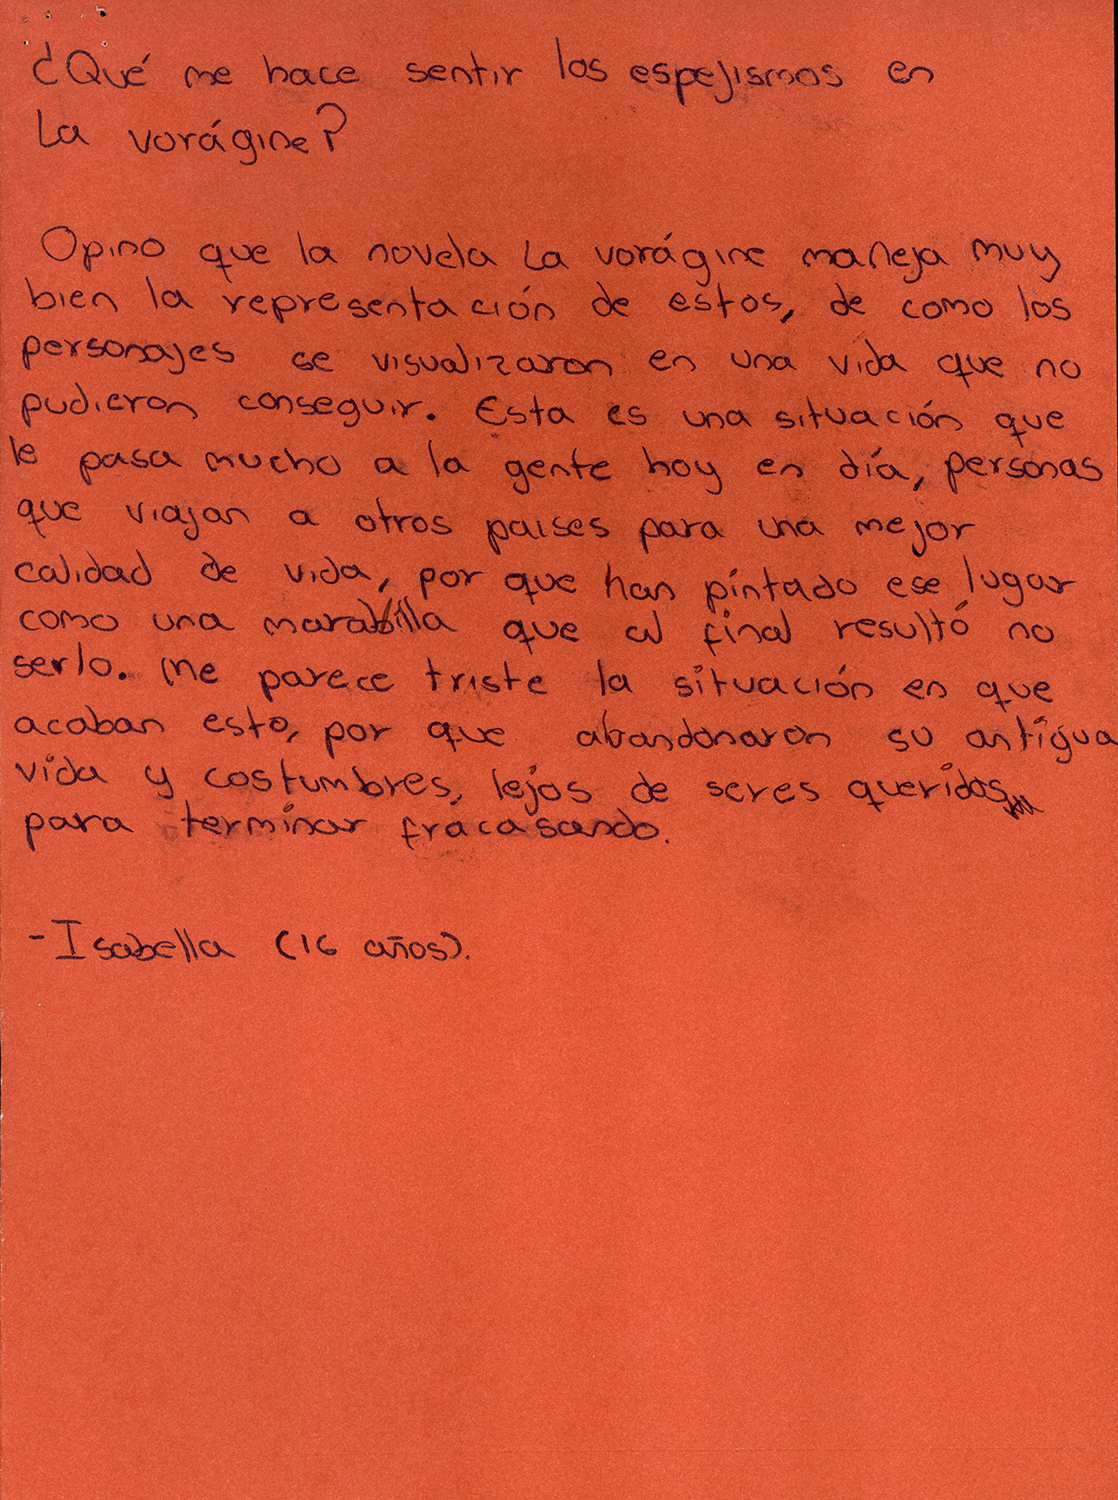 ¿Qué me hace sentir los espejismos en
La vorágine?
Opino que la novela La vorágine maneja muy
bien la representación de estos, de como los
personajes se visualizaron en una vida que no
pudieron conseguir. Esta es una situación que
le pasa mucho a la gente hoy en día, personas
que viajan a otros paises para una mejor
calidad de vida, por que han píntado ese lugar
como una marabilla que al final resultó no
serlo. Me parece triste la situación en que
acaban esto, por que abandonaron su antigua
vida y costumbres, lejos de seres queridos
para terminar fracasando.
-Isabella (16 años).